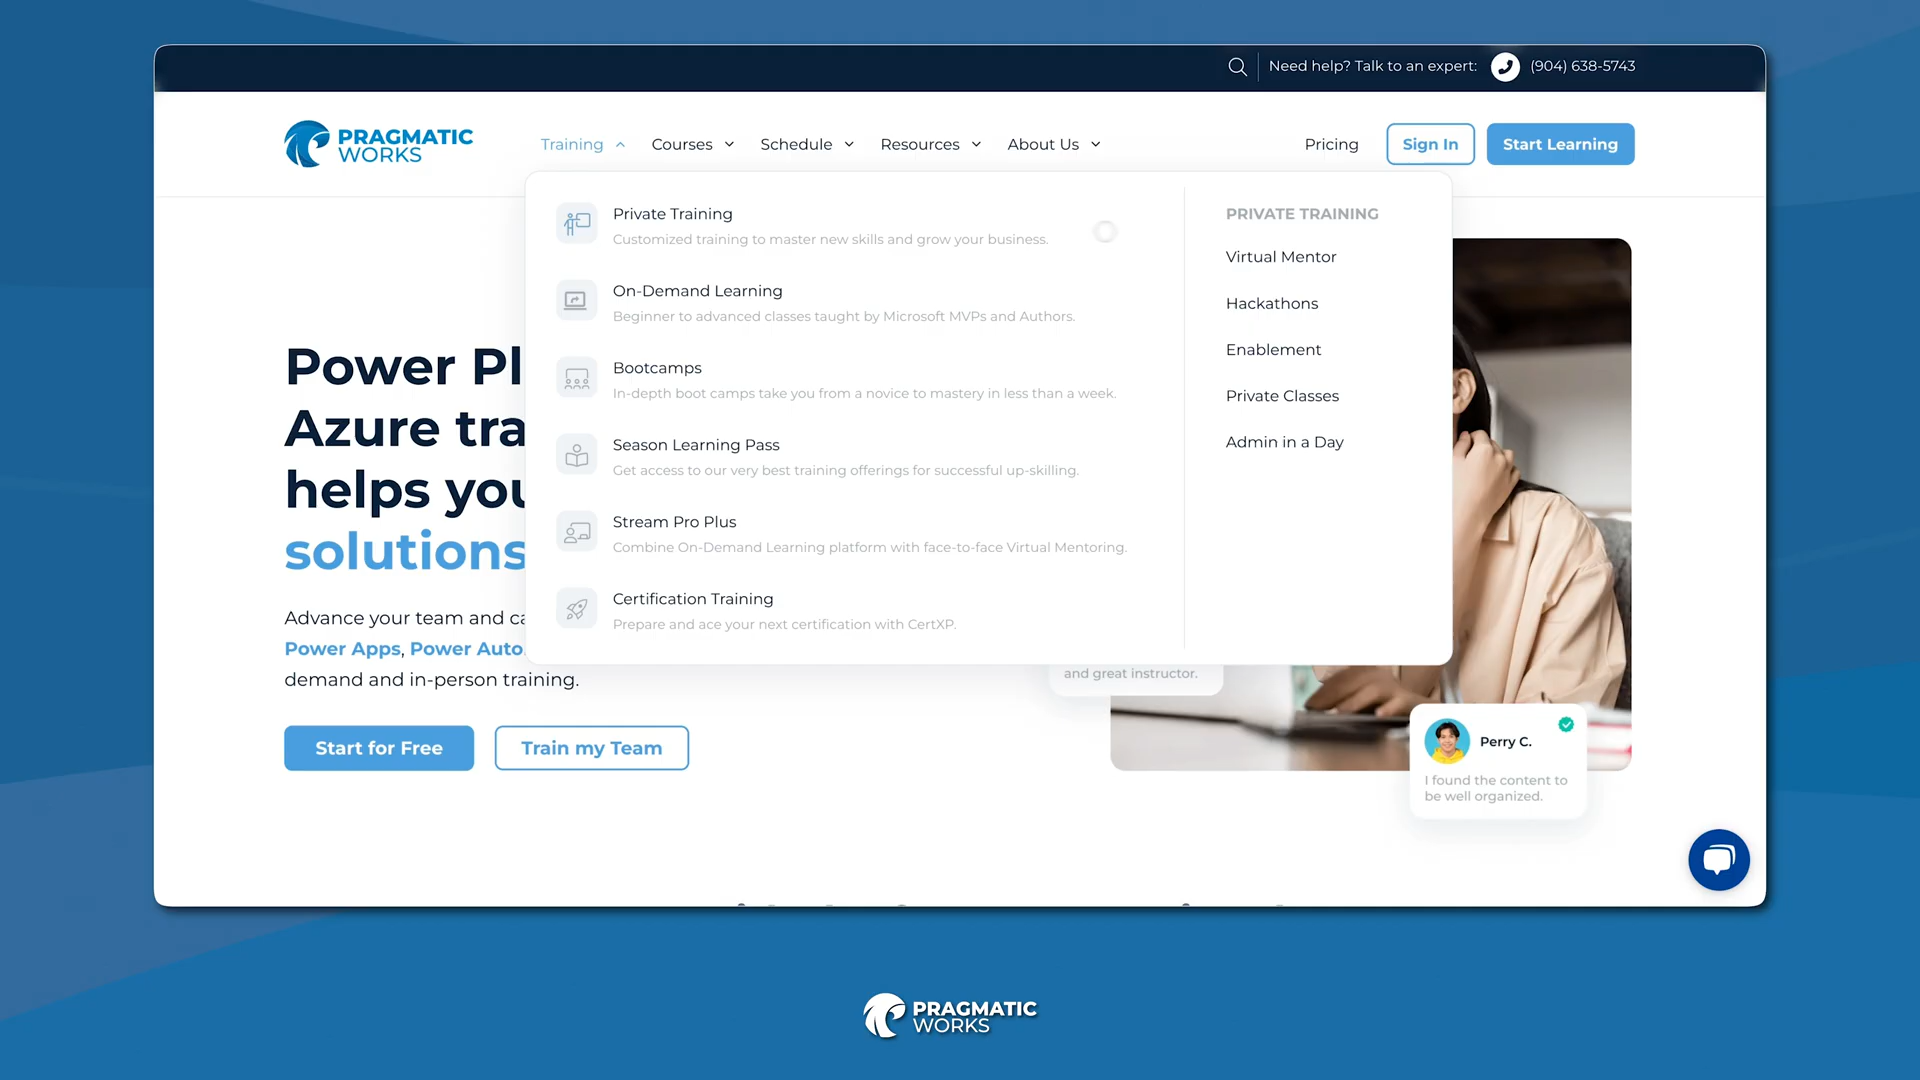 Need help? Talk to an expert: (904) 638-5743
PRAGMATIC
WORKS
Training Courses Schedule Resources About Us Pricing Sign In Start Learning
Private Training
Customized training to master new skills and grow your business.
On-Demand Learning
Beginner to advanced classes taught by Microsoft MVPs and Authors.
Bootcamps
In-depth boot camps take you from a novice to mastery in less than a week.
Season Learning Pass
Get access to our very best training offerings for successful up-skilling.
Stream Pro Plus
Combine On-Demand Learning platform with face-to-face Virtual Mentoring.
Certification Training
Prepare and ace your next certification with CertXP.
PRIVATE TRAINING
Virtual Mentor
Hackathons
Enablement
Private Classes
Admin in a Day
Power Pl
Azure tra
helps you
solutions
Advance your team and ca
Power Apps, Power Auto
demand and in-person training.
Start for Free Train my Team
and great instructor.
Perry C.
I found the content to
be well organized.
PRAGMATIC
WORKS